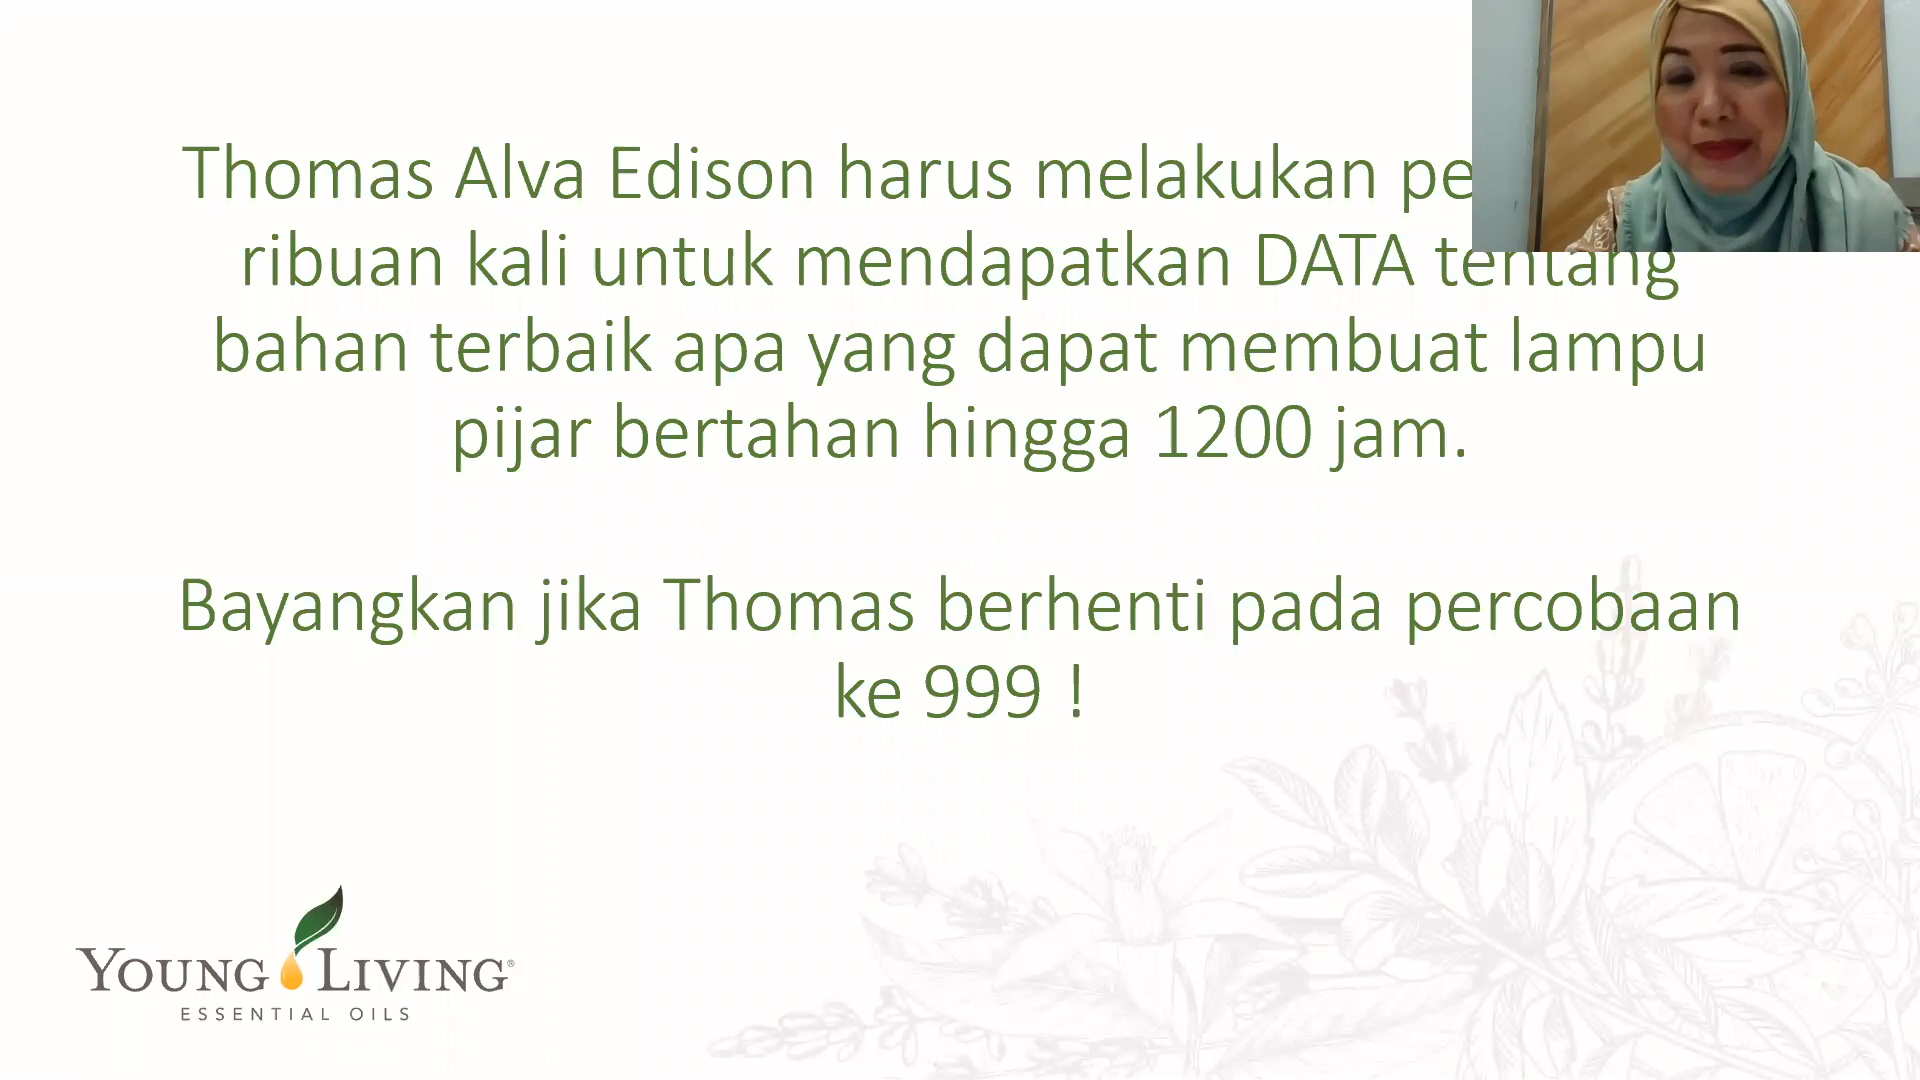 Thomas Alva Edison harus melakukan
ribuan kali untuk mendapatkan DATA tentang
bahan terbaik apa yang dapat membuat lampu
pijar bertahan hingga 1200 jam.
Bayangkan jika Thomas berhenti pada percobaan
ke 999 !
YOUNG LIVING®
ESSENTIAL OILS